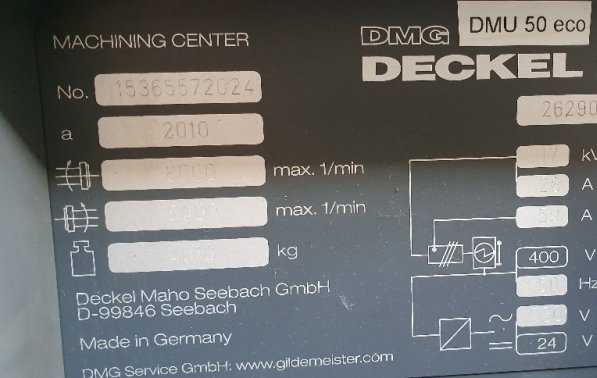 MACHINING CENTER
DMG DMU 50 eco
DECKEL
No. 15365572024
26290
a 2010
max. 1/min
kV
A
max. 1/min
A
kg
400 V
Hz
Deckel Maho Seebach GmbH
D-99846 Seebach
V
Made in Germany
24 V
DMG Service GmbH: www.gildemeister.com